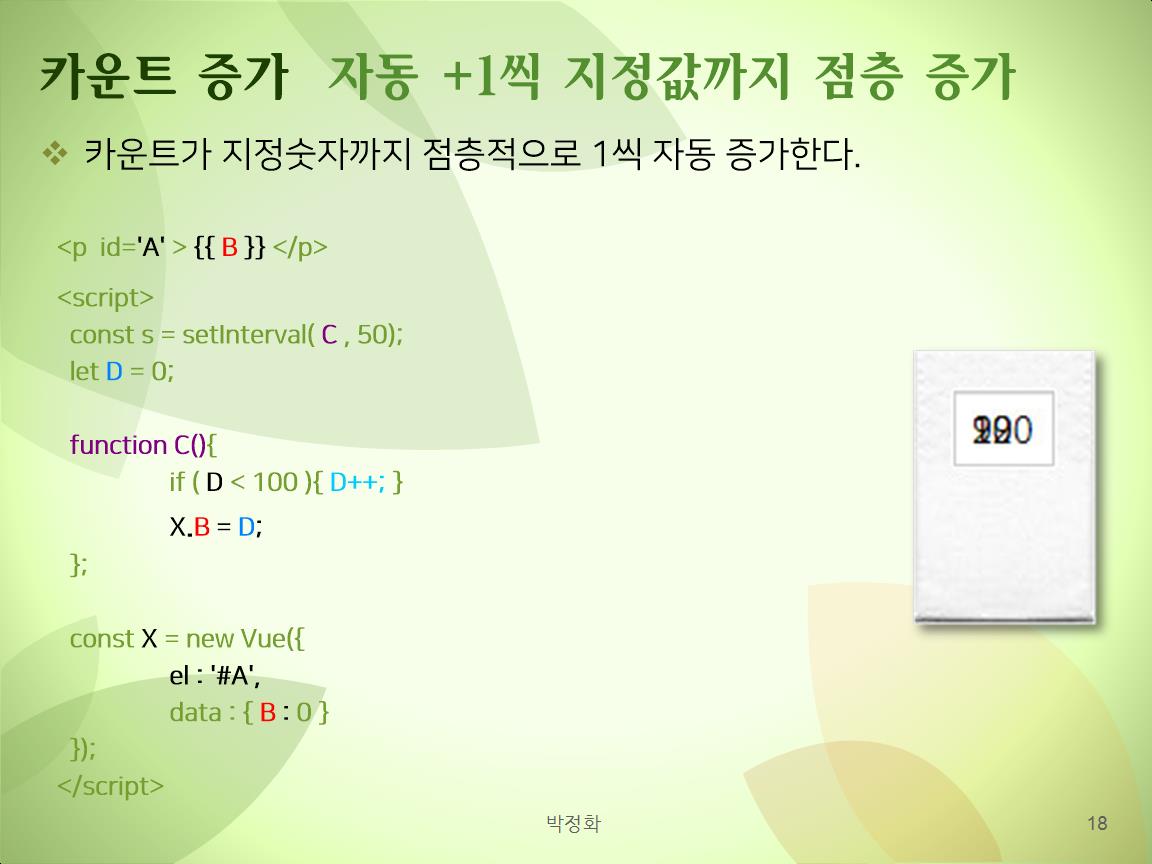 카운트 증가 자동 +1씩 지정값까지 점층 증가
카운트가 지정숫자까지 점층적으로 1씩 자동 증가한다.
<p id='A' > {{ B }} </p>
<script>
const s = setInterval( C , 50);
let D = 0;
function C(){
if ( D < 100 ){ D++; }
X.B = D;
};
const X = new Vue({
el : '#A',
data : { B : 0 }
});
</script>
박정화
18